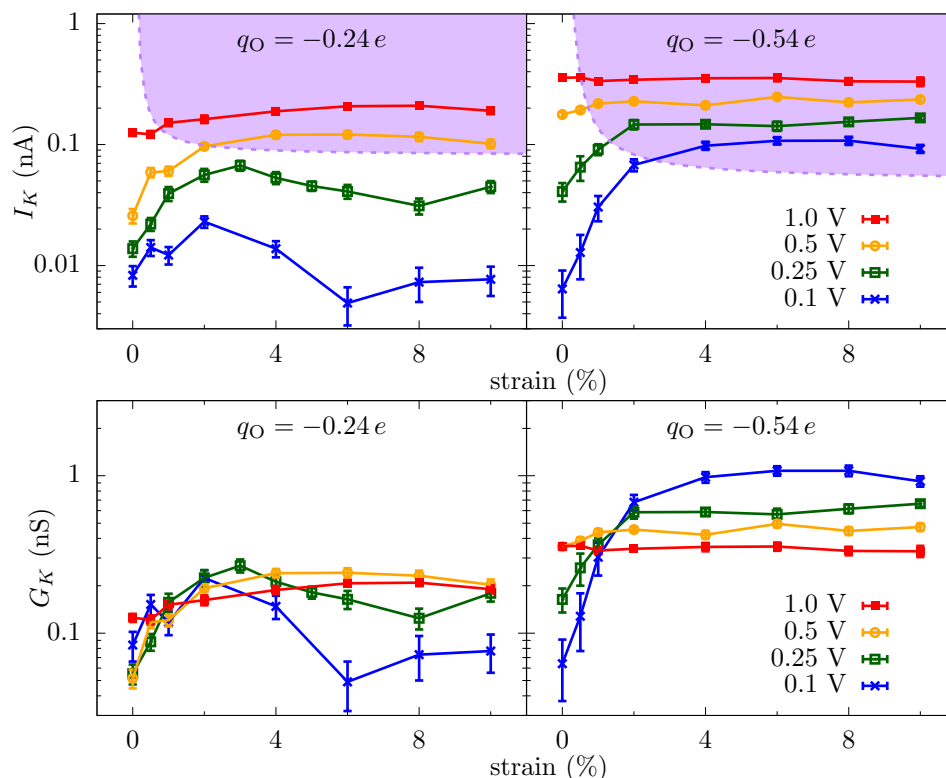 1
0.1
0.01
I_K (nA)
q_O = −0.24 e
q_O = −0.54 e
1.0 V
0.5 V
0.25 V
0.1 V
0 4 8 0 4 8
strain (%)
1
0.1
G_K (nS)
q_O = −0.24 e
q_O = −0.54 e
1.0 V
0.5 V
0.25 V
0.1 V
0 4 8 0 4 8
strain (%)